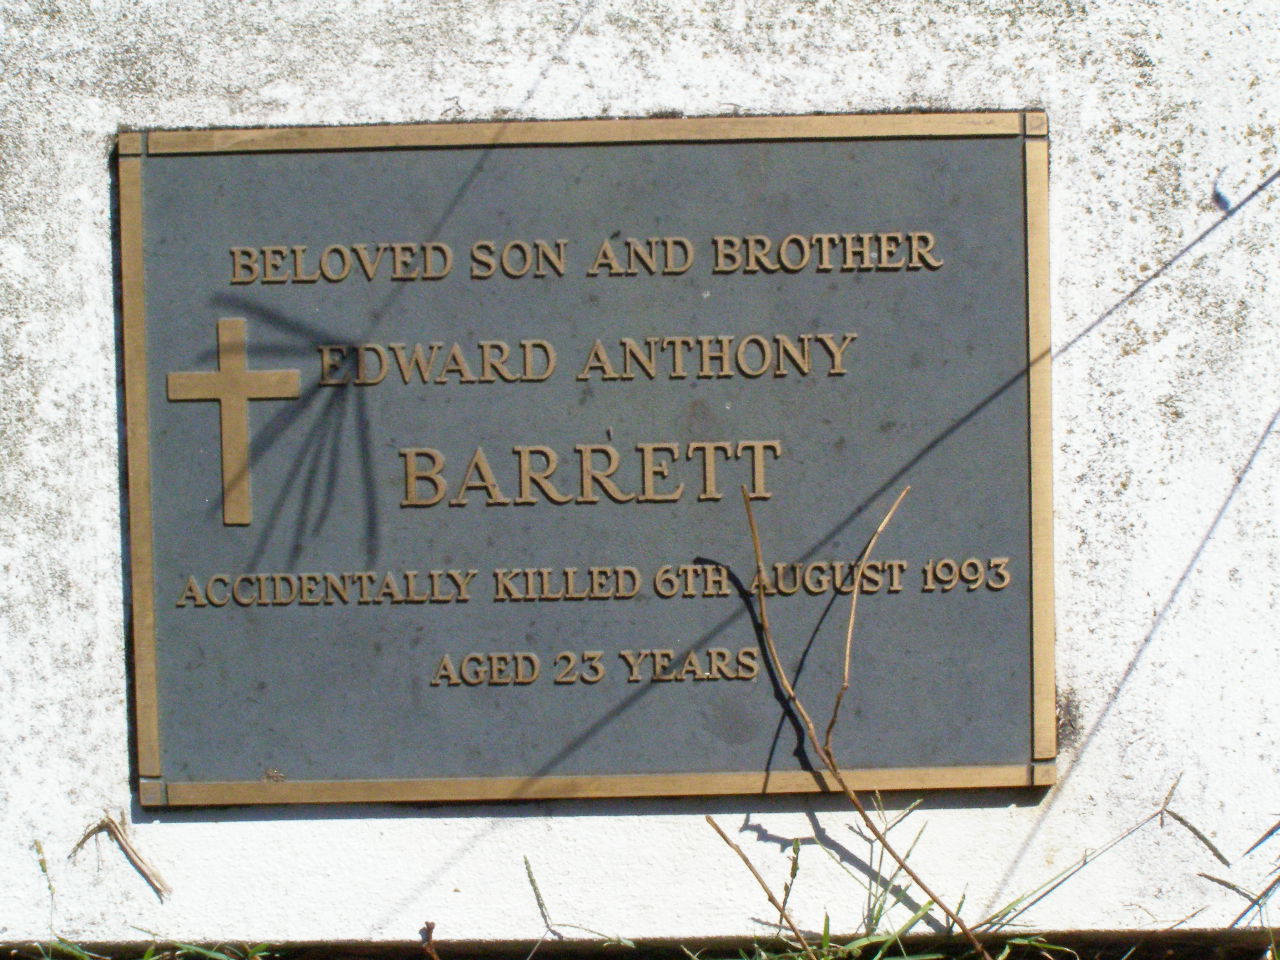 BELOVED SON AND BROTHER
EDWARD ANTHONY
BARRETT
ACCIDENTALLY KILLED 6TH AUGUST 1993
AGED 23 YEARS